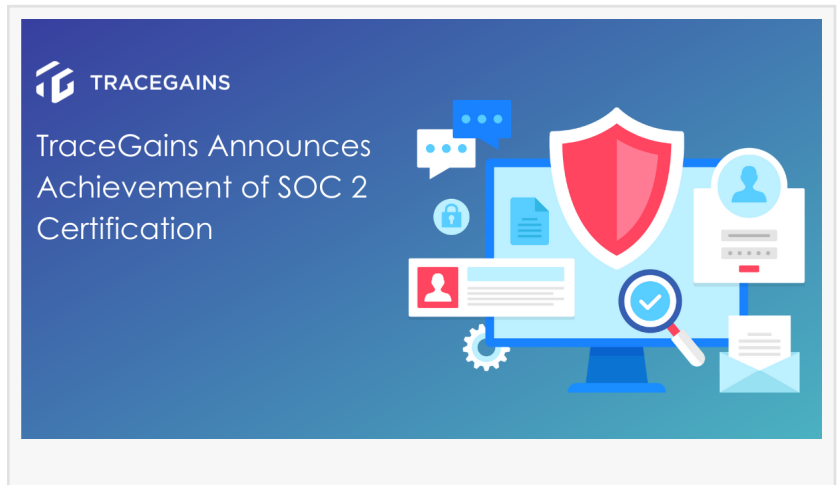 TRACEGAINS
TraceGains Announces
Achievement of SOC 2
Certification